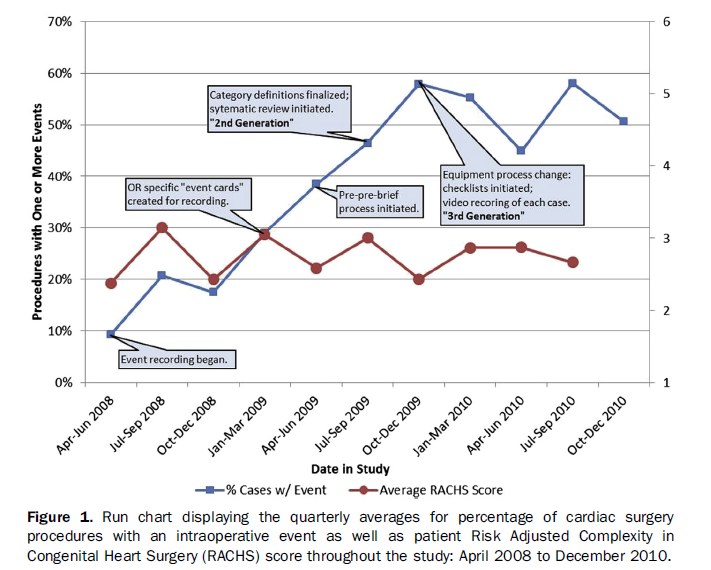 70%
60%
50%
40%
30%
20%
10%
0%
Procedures with One or More Events
6
5
4
3
2
1
Category definitions finalized;
sytematic review initiated.
"2nd Generation"
OR specific "event cards"
created for recording.
Pre-pre-brief
process initiated.
Equipment process change:
checklists initiated;
video recoring of each case.
"3rd Generation"
Event recording began.
Apr-Jun 2008
Jul-Sep 2008
Oct-Dec 2008
Jan-Mar 2009
Apr-Jun 2009
Jul-Sep 2009
Oct-Dec 2009
Jan-Mar 2010
Apr-Jun 2010
Jul-Sep 2010
Oct-Dec 2010
Date in Study
% Cases w/ Event
Average RACHS Score
Figure 1. Run chart displaying the quarterly averages for percentage of cardiac surgery
procedures with an intraoperative event as well as patient Risk Adjusted Complexity in
Congenital Heart Surgery (RACHS) score throughout the study: April 2008 to December 2010.